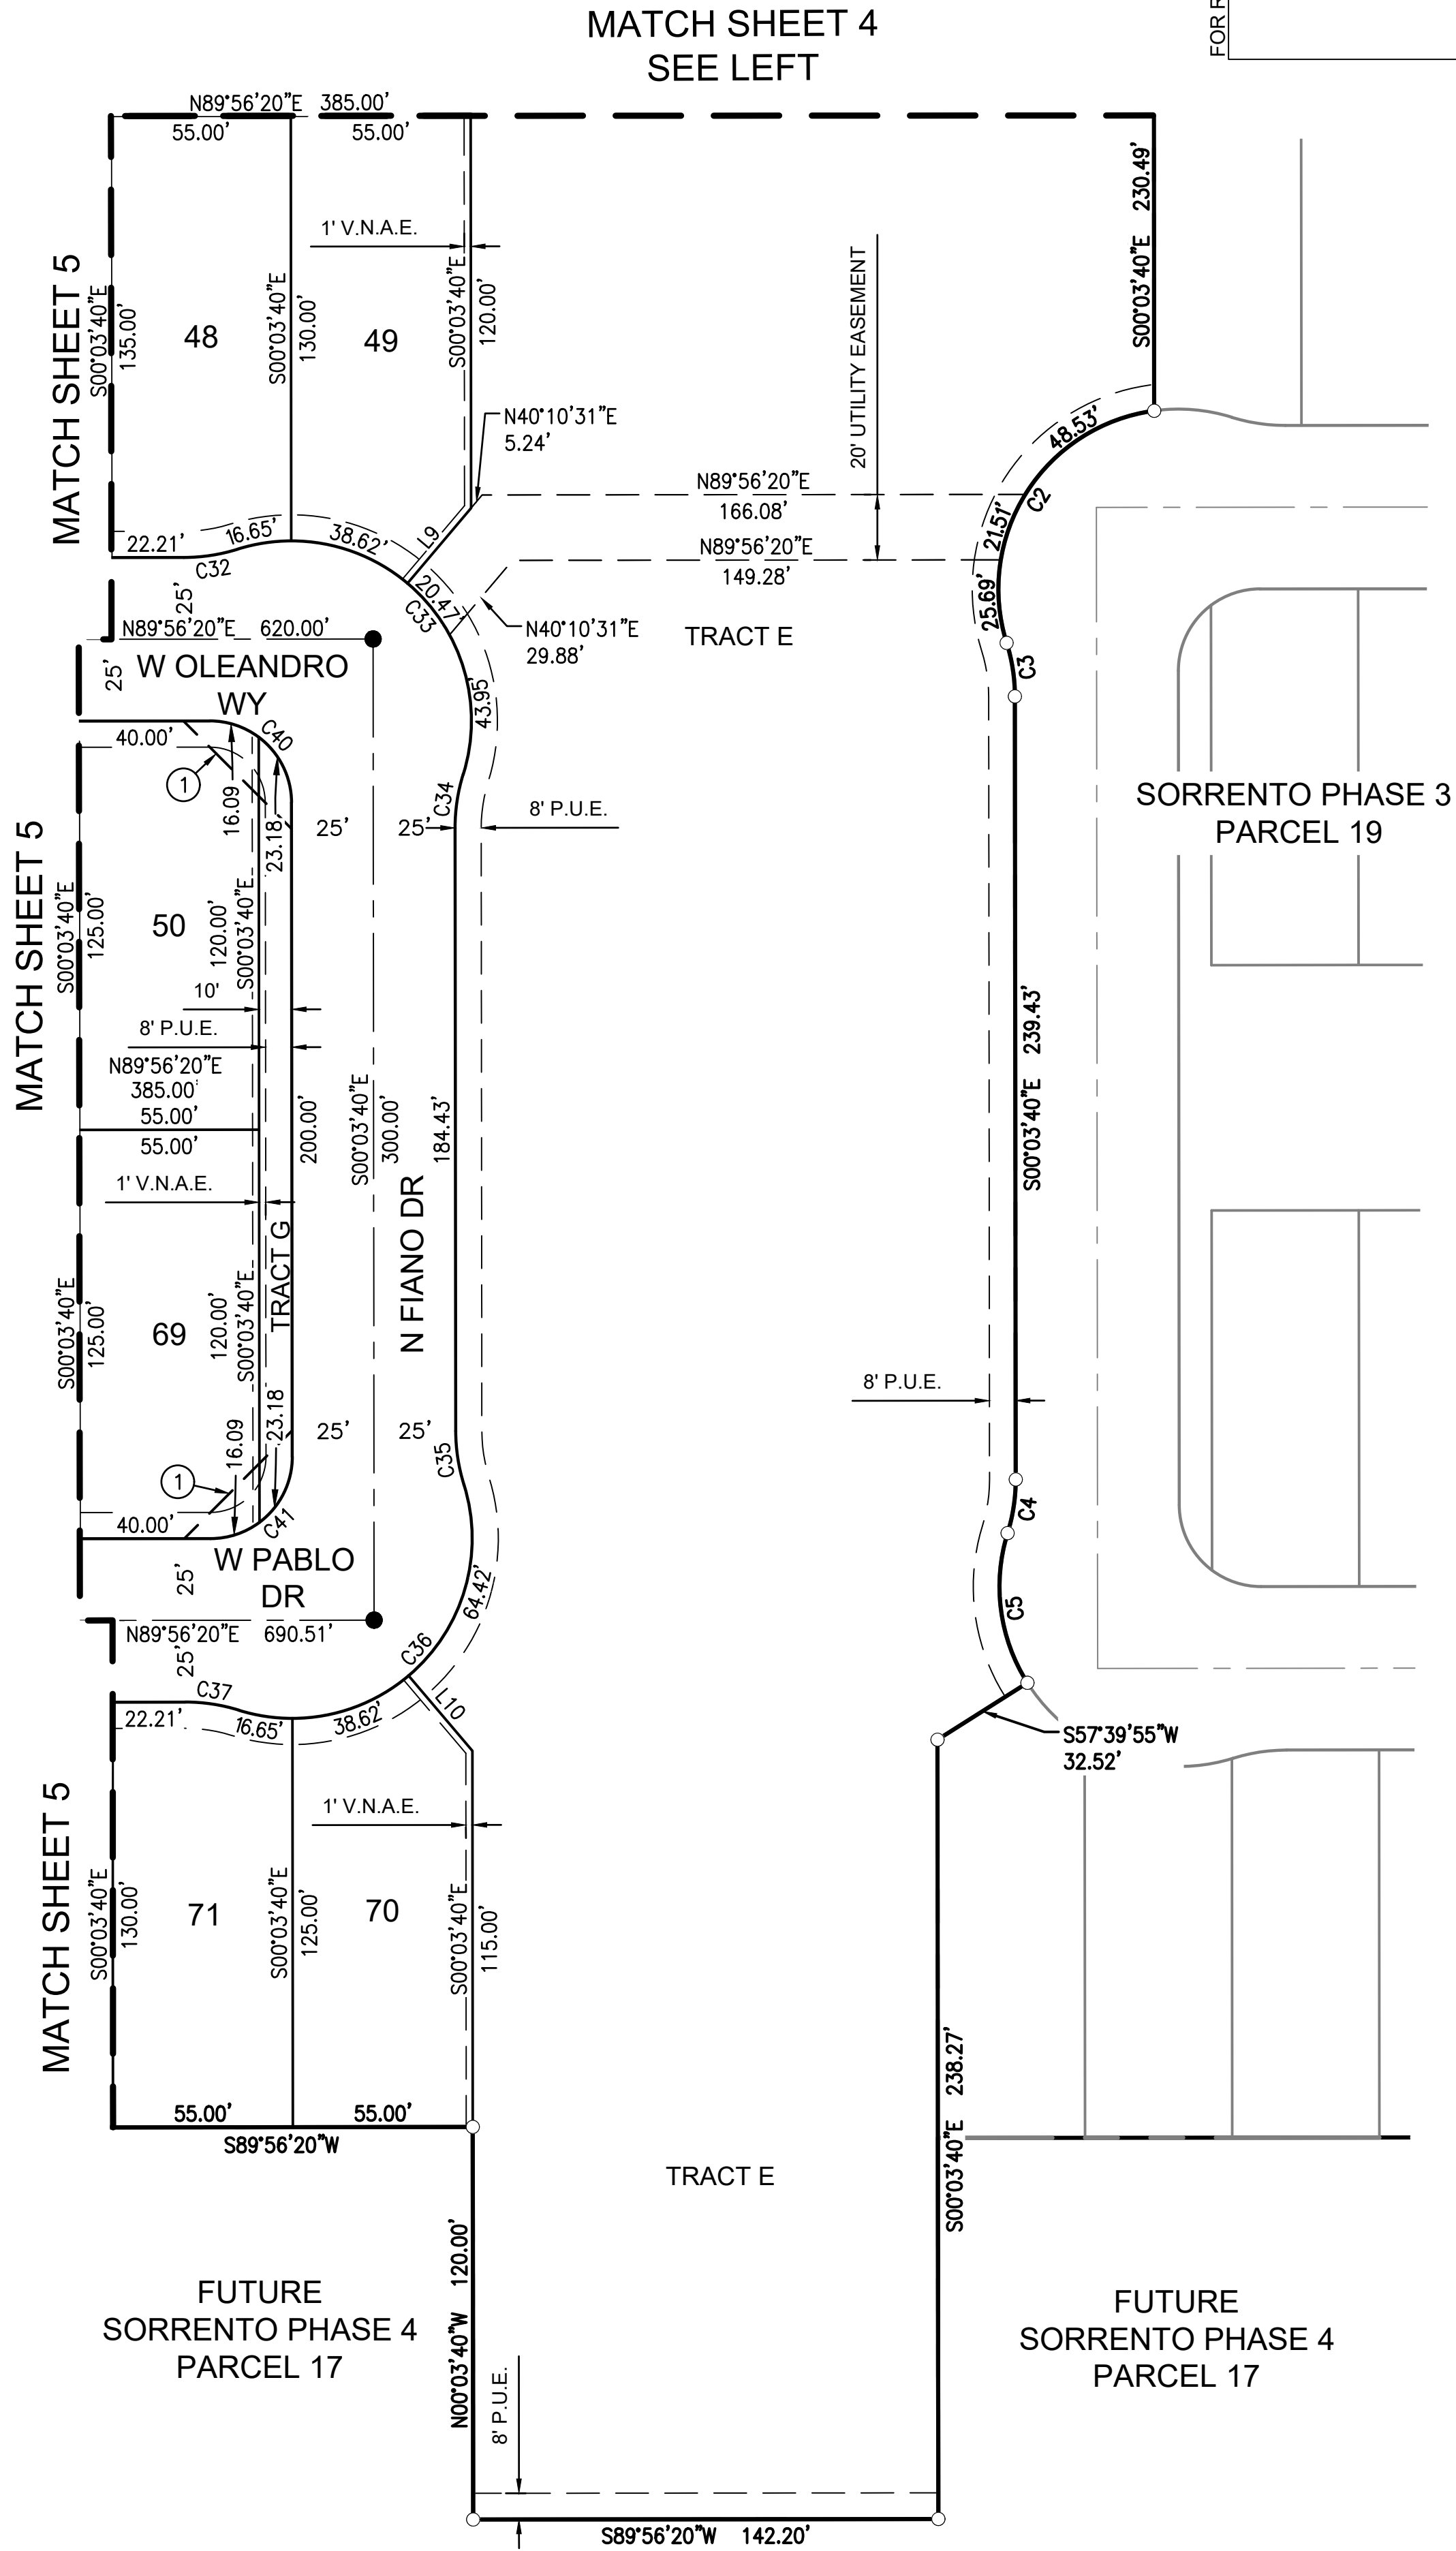 MATCH SHEET 4
SEE LEFT
FOR R
N89°56'20"E 385.00'
55.00'
55.00'
230.49'
S00°03'40"E
1' V.N.A.E.
MATCH SHEET 5
S00°03'40"E
135.00'
48
S00°03'40"E
130.00'
49
S00°03'40"E
120.00'
20' UTILITY EASEMENT
N40°10'31"E
5.24'
48.53'
C2
N89°56'20"E
166.08'
21.51'
22.21'
16.65'
38.62'
L9
C32
N89°56'20"E
149.28'
25.69'
25'
20.47'
C33
N40°10'31"E
29.88'
TRACT E
N89°56'20"E 620.00'
25'
W OLEANDRO
WY
C3
43.95'
40.00'
C40
1
16.09
23.18'
C34
25'
25'
8' P.U.E.
SORRENTO PHASE 3
PARCEL 19
MATCH SHEET 5
S00°03'40"E
125.00'
50
120.00'
S00°03'40"E
10'
8' P.U.E.
N89°56'20"E
385.00'
55.00'
55.00'
200.00'
S00°03'40"E
300.00'
184.43'
239.43'
S00°03'40"E
1' V.N.A.E.
N FIANO DR
TRACT G
S00°03'40"E
125.00'
69
120.00'
S00°03'40"E
8' P.U.E.
16.09
23.18
25'
25'
C35
1
40.00'
C41
C4
W PABLO
DR
25'
64.42'
C5
N89°56'20"E 690.51'
25'
C36
C37
L10
22.21'
16.65'
38.62'
S57°39'55"W
32.52'
MATCH SHEET 5
1' V.N.A.E.
S00°03'40"E
130.00'
71
S00°03'40"E
125.00'
70
S00°03'40"E
115.00'
238.27'
S00°03'40"E
55.00'
55.00'
S89°56'20"W
TRACT E
120.00'
N00°03'40"W
FUTURE
SORRENTO PHASE 4
PARCEL 17
FUTURE
SORRENTO PHASE 4
PARCEL 17
8' P.U.E.
S89°56'20"W 142.20'